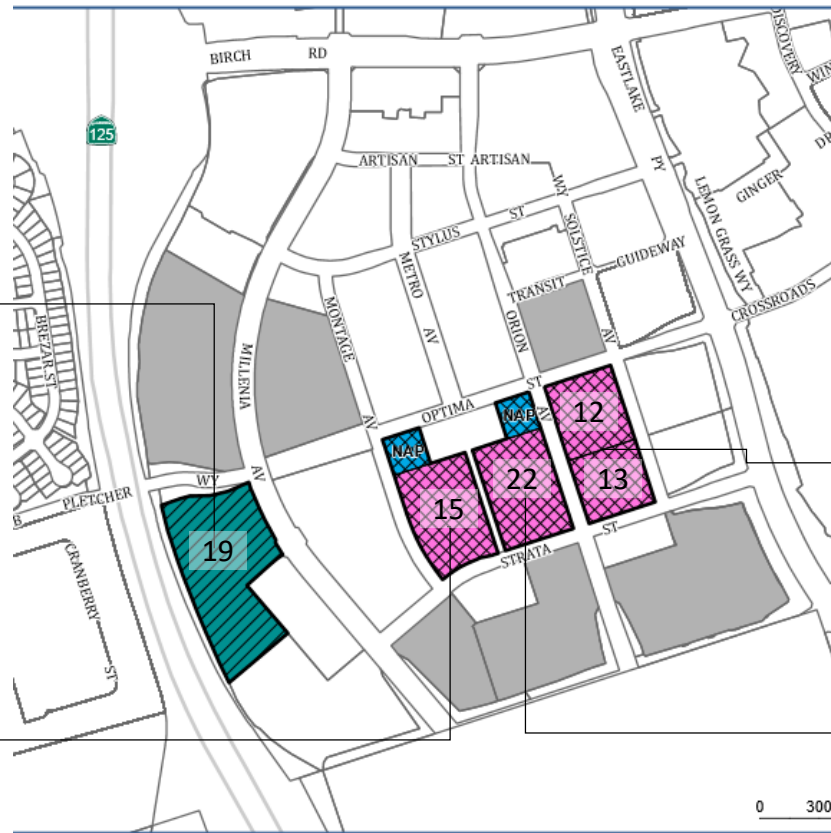 BIRCH RD
DISCOVERY
WIN
EASTLAKE
PY
125
ARTISAN ST ARTISAN
WY
SOLSTICE
AV
LEMON GRASS WY
GINGER
DR
STYLUS ST
METRO
AV
GUIDEWAY
TRANSIT
CROSSROADS
MONTAGE
AV
ORION
AV
BREZAR ST
MILLENIA
AV
OPTIMA ST
NAP
NAP
12
13
22
15
19
PLETCHER WY
B
STRATA ST
CRANBERRY
ST
0 300